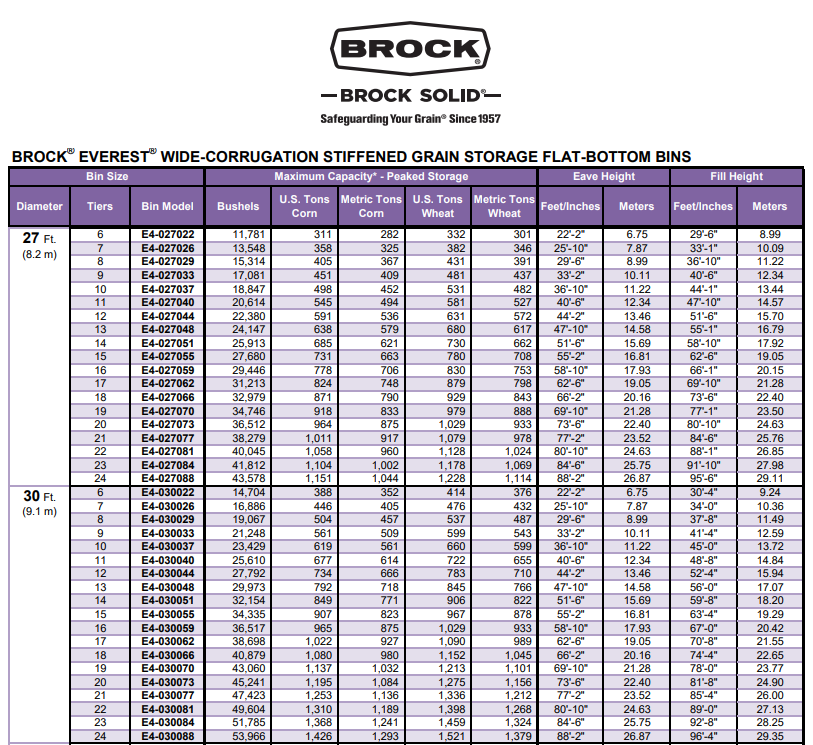 BROCK®
BROCK SOLID®
Safeguarding Your Grain® Since 1957
BROCK® EVEREST® WIDE-CORRUGATION STIFFENED GRAIN STORAGE FLAT-BOTTOM BINS
Bin Size Maximum Capacity* - Peaked Storage Eave Height Fill Height
Diameter Tiers Bin Model Bushels U.S. Tons Corn Metric Tons Corn U.S. Tons Wheat Metric Tons Wheat Feet/Inches Meters Feet/Inches Meters
27 Ft.
(8.2 m)
6 E4-027022 11,781 311 282 332 301 22'-2" 6.75 29'-6" 8.99
7 E4-027026 13,548 358 325 382 346 25'-10" 7.87 33'-1" 10.09
8 E4-027029 15,314 405 367 431 391 29'-6" 8.99 36'-10" 11.22
9 E4-027033 17,081 451 409 481 437 33'-2" 10.11 40'-6" 12.34
10 E4-027037 18,847 498 452 531 482 36'-10" 11.22 44'-1" 13.44
11 E4-027040 20,614 545 494 581 527 40'-6" 12.34 47'-10" 14.57
12 E4-027044 22,380 591 536 631 572 44'-2" 13.46 51'-6" 15.70
13 E4-027048 24,147 638 579 680 617 47'-10" 14.58 55'-1" 16.79
14 E4-027051 25,913 685 621 730 662 51'-6" 15.69 58'-10" 17.92
15 E4-027055 27,680 731 663 780 708 55'-2" 16.81 62'-6" 19.05
16 E4-027059 29,446 778 706 830 753 58'-10" 17.93 66'-1" 20.15
17 E4-027062 31,213 824 748 879 798 62'-6" 19.05 69'-10" 21.28
18 E4-027066 32,979 871 790 929 843 66'-2" 20.16 73'-6" 22.40
19 E4-027070 34,746 918 833 979 888 69'-10" 21.28 77'-1" 23.50
20 E4-027073 36,512 964 875 1,029 933 73'-6" 22.40 80'-10" 24.63
21 E4-027077 38,279 1,011 917 1,079 978 77'-2" 23.52 84'-6" 25.76
22 E4-027081 40,045 1,058 960 1,128 1,024 80'-10" 24.63 88'-1" 26.85
23 E4-027084 41,812 1,104 1,002 1,178 1,069 84'-6" 25.75 91'-10" 27.98
24 E4-027088 43,578 1,151 1,044 1,228 1,114 88'-2" 26.87 95'-6" 29.11
30 Ft.
(9.1 m)
6 E4-030022 14,704 388 352 414 376 22'-2" 6.75 30'-4" 9.24
7 E4-030026 16,886 446 405 476 432 25'-10" 7.87 34'-0" 10.36
8 E4-030029 19,067 504 457 537 487 29'-6" 8.99 37'-8" 11.49
9 E4-030033 21,248 561 509 599 543 33'-2" 10.11 41'-4" 12.59
10 E4-030037 23,429 619 561 660 599 36'-10" 11.22 45'-0" 13.72
11 E4-030040 25,610 677 614 722 655 40'-6" 12.34 48'-8" 14.84
12 E4-030044 27,792 734 666 783 710 44'-2" 13.46 52'-4" 15.94
13 E4-030048 29,973 792 718 845 766 47'-10" 14.58 56'-0" 17.07
14 E4-030051 32,154 849 771 906 822 51'-6" 15.69 59'-8" 18.20
15 E4-030055 34,335 907 823 967 878 55'-2" 16.81 63'-4" 19.29
16 E4-030059 36,517 965 875 1,029 933 58'-10" 17.93 67'-0" 20.42
17 E4-030062 38,698 1,022 927 1,090 989 62'-6" 19.05 70'-8" 21.55
18 E4-030066 40,879 1,080 980 1,152 1,045 66'-2" 20.16 74'-4" 22.65
19 E4-030070 43,060 1,137 1,032 1,213 1,101 69'-10" 21.28 78'-0" 23.77
20 E4-030073 45,241 1,195 1,084 1,275 1,156 73'-6" 22.40 81'-8" 24.90
21 E4-030077 47,423 1,253 1,136 1,336 1,212 77'-2" 23.52 85'-4" 26.00
22 E4-030081 49,604 1,310 1,189 1,398 1,268 80'-10" 24.63 89'-0" 27.13
23 E4-030084 51,785 1,368 1,241 1,459 1,324 84'-6" 25.75 92'-8" 28.25
24 E4-030088 53,966 1,426 1,293 1,521 1,379 88'-2" 26.87 96'-4" 29.35